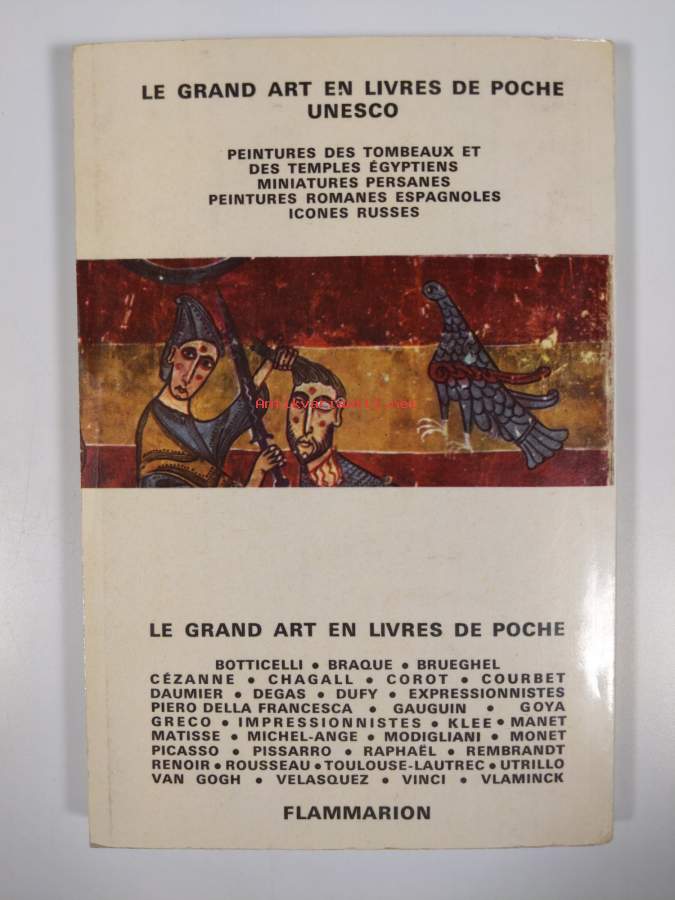 LE GRAND ART EN LIVRES DE POCHE
UNESCO
PEINTURES DES TOMBEAUX ET
DES TEMPLES ÉGYPTIENS
MINIATURES PERSANES
PEINTURES ROMANES ESPAGNOLES
ICONES RUSSES
Antikvariaatti.net
LE GRAND ART EN LIVRES DE POCHE
BOTTICELLI • BRAQUE • BRUEGHEL
CÉZANNE • CHAGALL • COROT • COURBET
DAUMIER • DEGAS • DUFY • EXPRESSIONNISTES
PIERO DELLA FRANCESCA • GAUGUIN • GOYA
GRECO • IMPRESSIONNISTES • KLEE • MANET
MATISSE • MICHEL-ANGE • MODIGLIANI • MONET
PICASSO • PISSARRO • RAPHAËL • REMBRANDT
RENOIR • ROUSSEAU • TOULOUSE-LAUTREC • UTRILLO
VAN GOGH • VELASQUEZ • VINCI • VLAMINCK
FLAMMARION